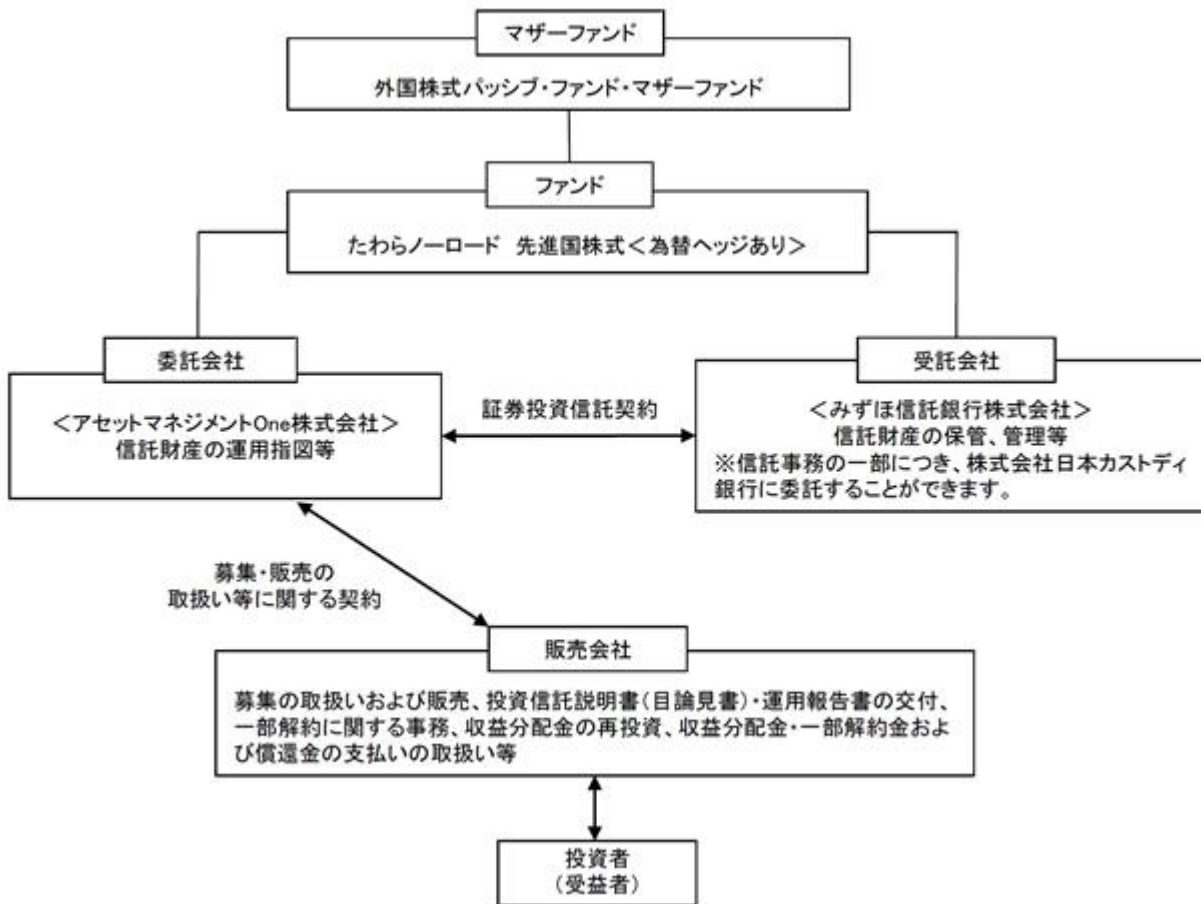 マザーファンド
外国株式パッシブ・ファンド・マザーファンド
ファンド
たわらノーロード 先進国株式＜為替ヘッジあり＞
委託会社
＜アセットマネジメントOne株式会社＞
信託財産の運用指図等
証券投資信託契約
受託会社
＜みずほ信託銀行株式会社＞
信託財産の保管、管理等
※信託事務の一部につき、株式会社日本カストディ
銀行に委託することができます。
募集・販売の
取扱い等に関する契約
販売会社
募集の取扱いおよび販売、投資信託説明書（目論見書）・運用報告書の交付、
一部解約に関する事務、収益分配金の再投資、収益分配金・一部解約金およ
び償還金の支払いの取扱い等
投資者
（受益者）